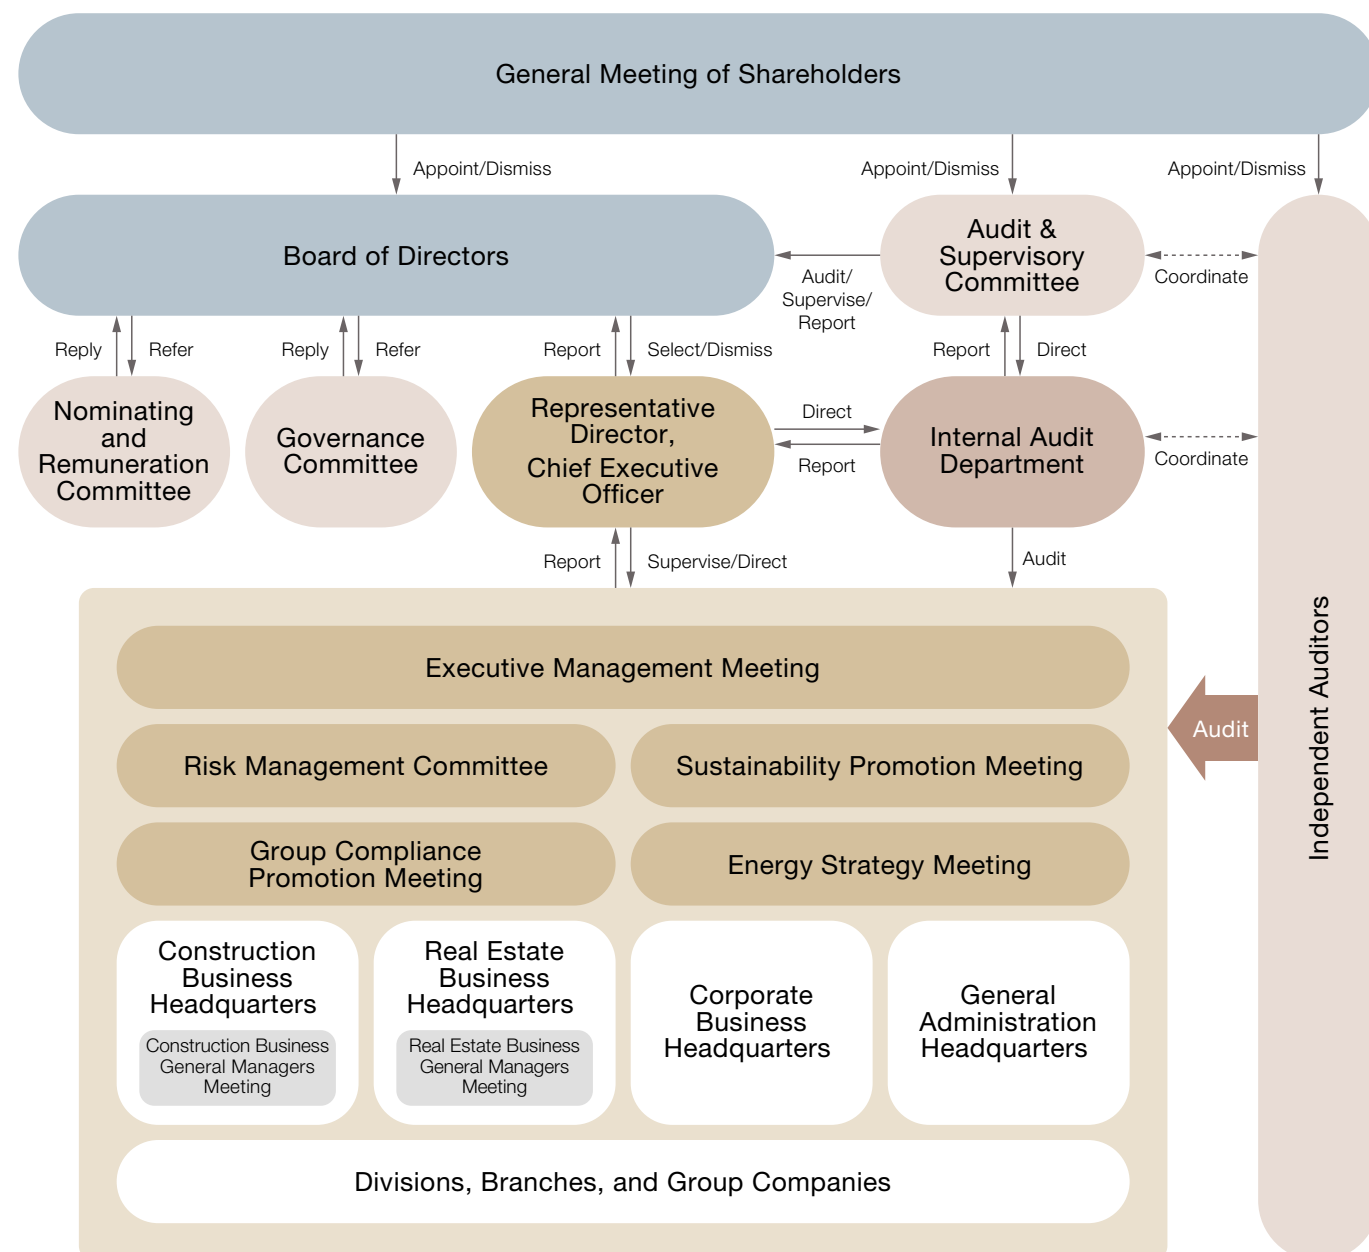 General Meeting of Shareholders
Appoint/Dismiss
Appoint/Dismiss
Appoint/Dismiss
Board of Directors
Audit &
Supervisory
Committee
Audit/
Supervise/
Report
Coordinate
Reply
Refer
Reply
Refer
Report
Select/Dismiss
Report
Direct
Nominating
and
Remuneration
Committee
Governance
Committee
Representative
Director,
Chief Executive
Officer
Direct
Report
Internal Audit
Department
Coordinate
Report
Supervise/Direct
Audit
Independent Auditors
Audit
Executive Management Meeting
Risk Management Committee
Sustainability Promotion Meeting
Group Compliance
Promotion Meeting
Energy Strategy Meeting
Construction
Business
Headquarters
Construction Business
General Managers
Meeting
Real Estate
Business
Headquarters
Real Estate Business
General Managers
Meeting
Corporate
Business
Headquarters
General
Administration
Headquarters
Divisions, Branches, and Group Companies